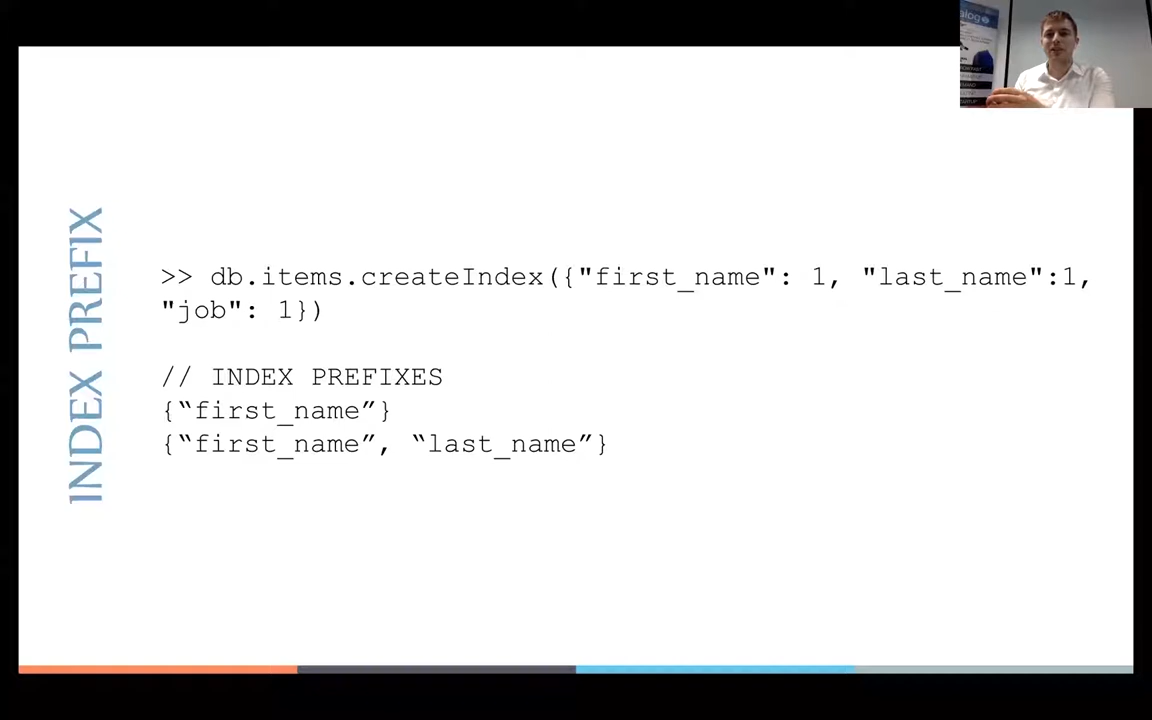 INDEX PREFIX
>> db.items.createIndex({"first_name": 1, "last_name":1,
"job": 1})
// INDEX PREFIXES
{“first_name”}
{“first_name”, “last_name”}